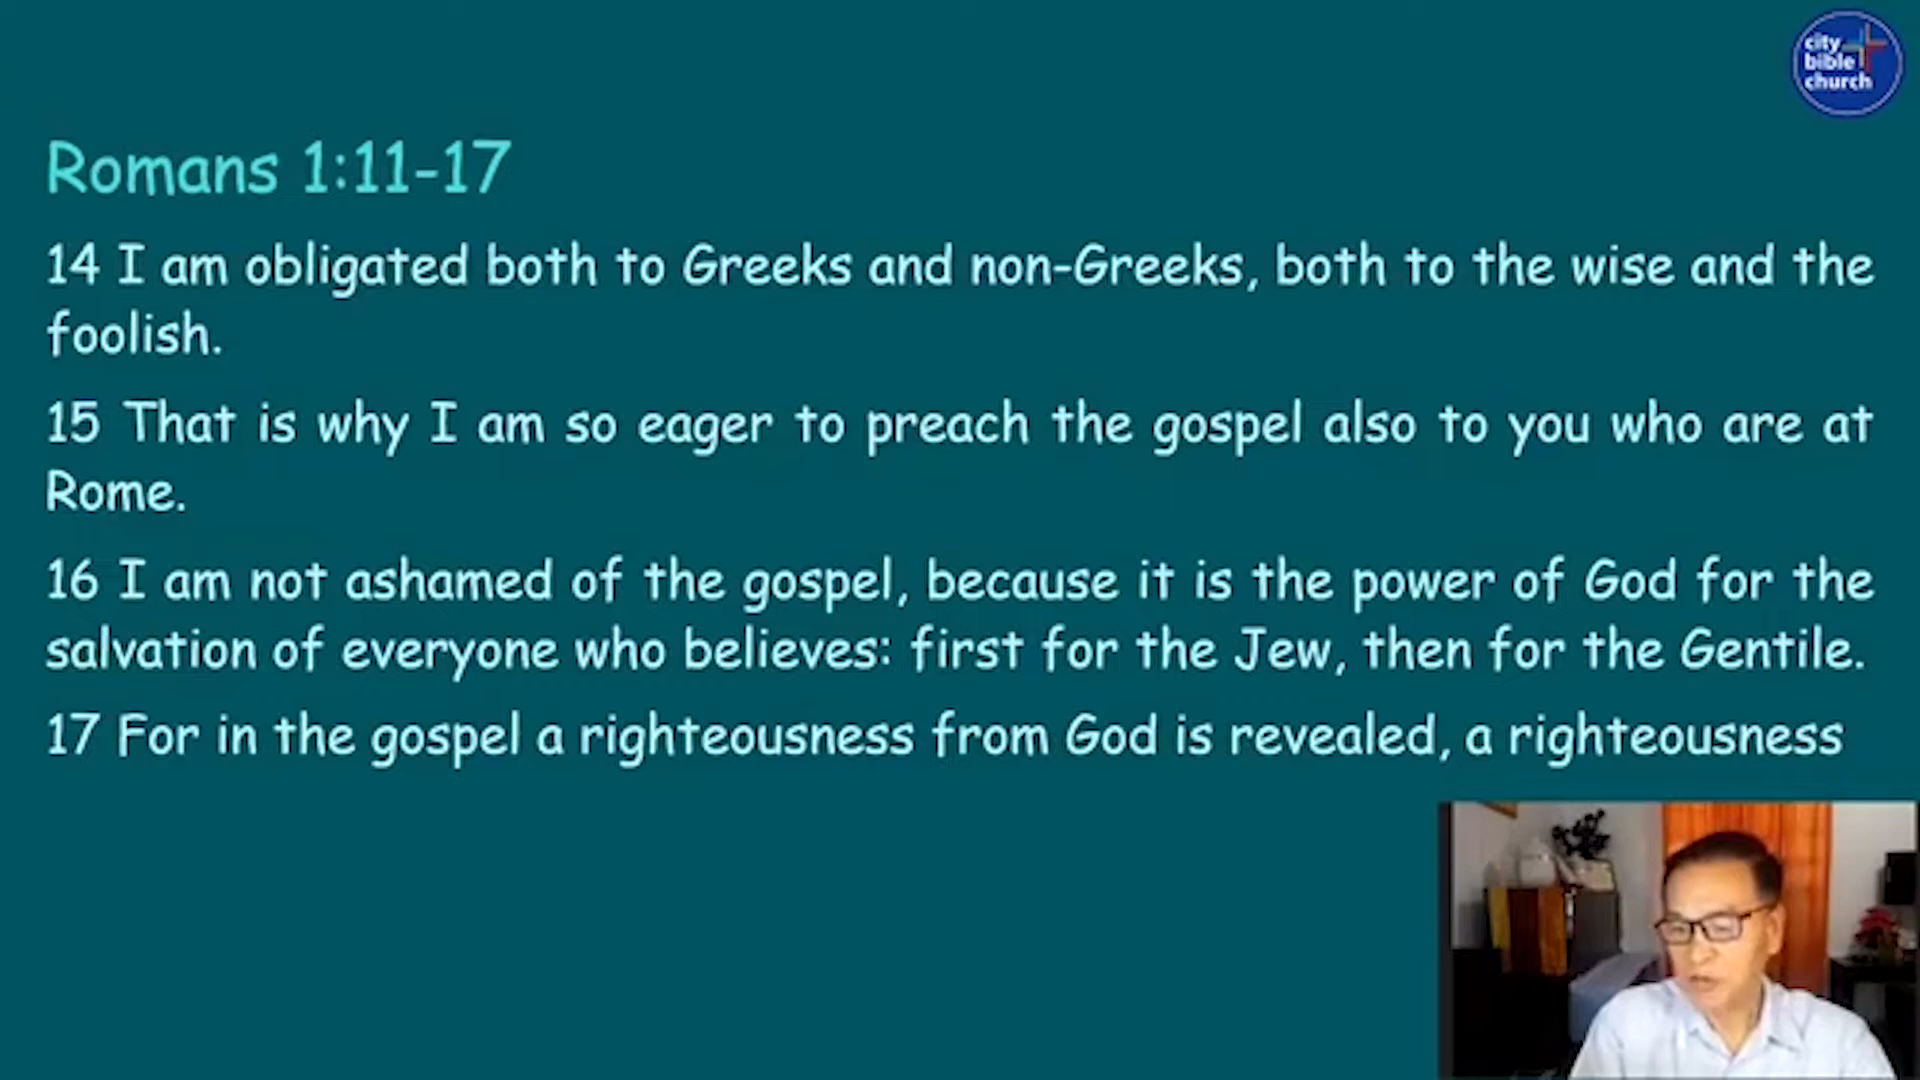 city
bible
church
Romans 1:11-17
14 I am obligated both to Greeks and non-Greeks, both to the wise and the
foolish.
15 That is why I am so eager to preach the gospel also to you who are at
Rome.
16 I am not ashamed of the gospel, because it is the power of God for the
salvation of everyone who believes: first for the Jew, then for the Gentile.
17 For in the gospel a righteousness from God is revealed, a righteousness